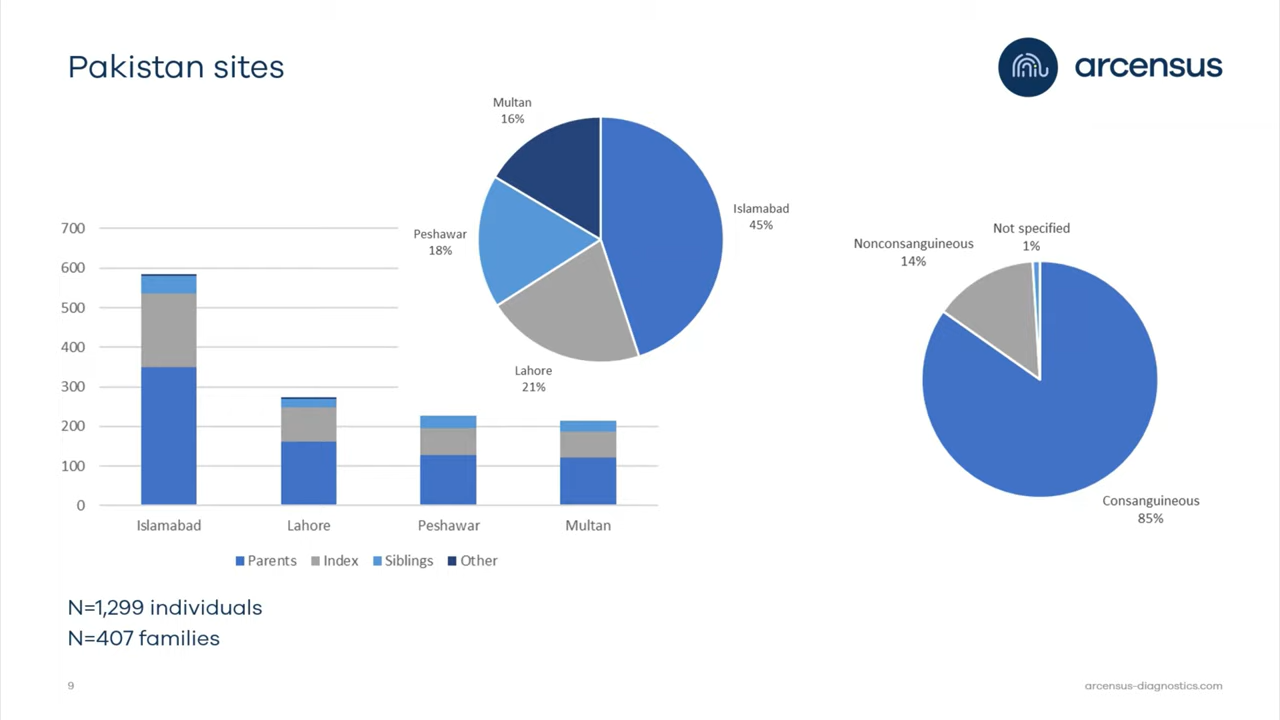 Pakistan sites
arcensus
Multan
16%
Islamabad
45%
Peshawar
18%
Lahore
21%
Not specified
1%
Nonconsanguineous
14%
Consanguineous
85%
700
600
500
400
300
200
100
0
Islamabad Lahore Peshawar Multan
Parents Index Siblings Other
N=1,299 individuals
N=407 families
9
arcensus-diagnostics.com